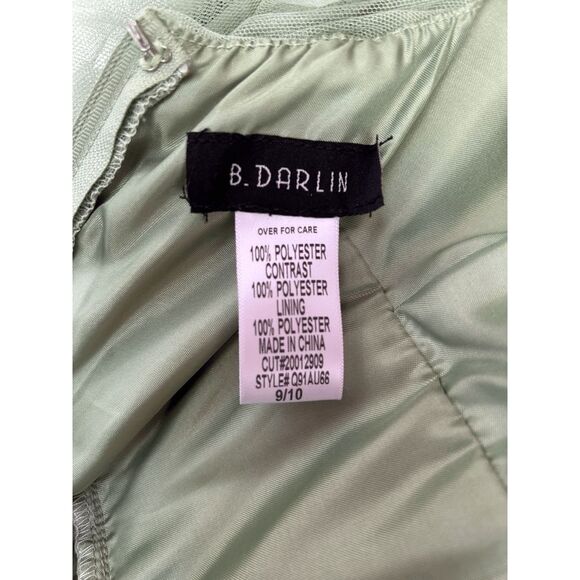 B. DARLIN
OVER FOR CARE
100% POLYESTER
CONTRAST
100% POLYESTER
LINING
100% POLYESTER
MADE IN CHINA
CUT#20012909
STYLE# Q91AU66
9/10